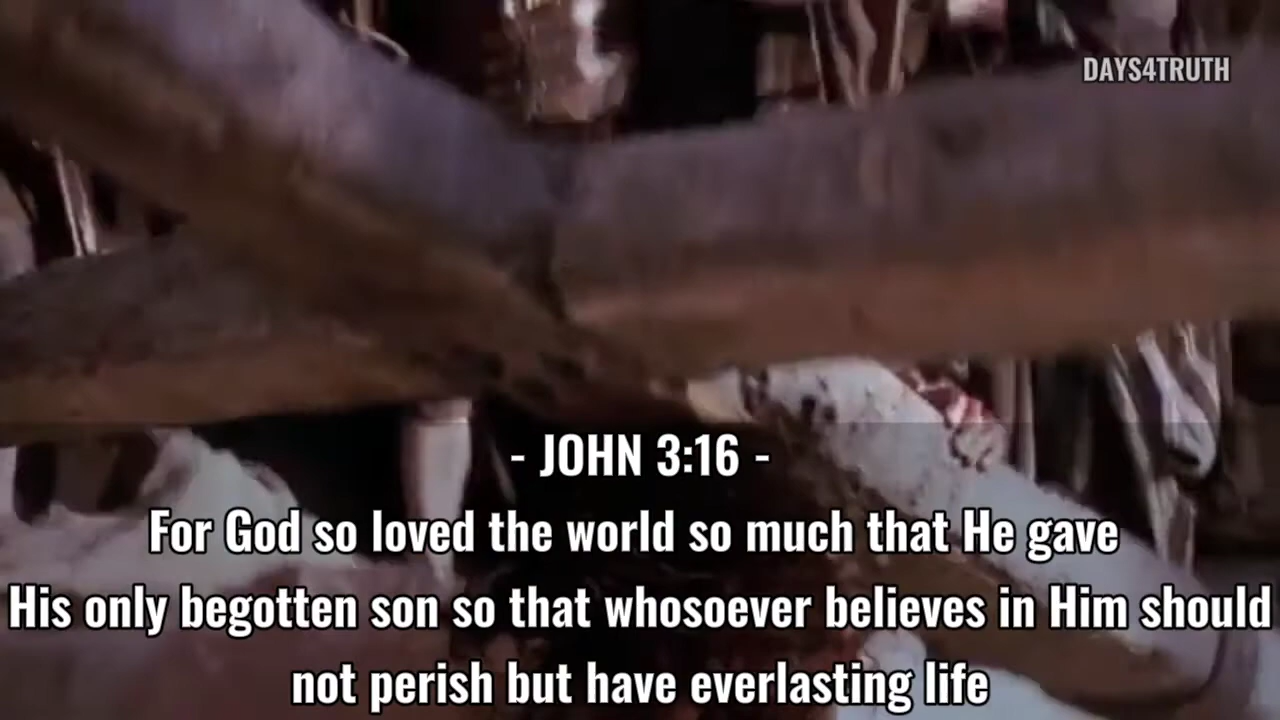 DAYS4TRUTH
- JOHN 3:16 -
For God so loved the world so much that He gave
His only begotten son so that whosoever believes in Him should
not perish but have everlasting life